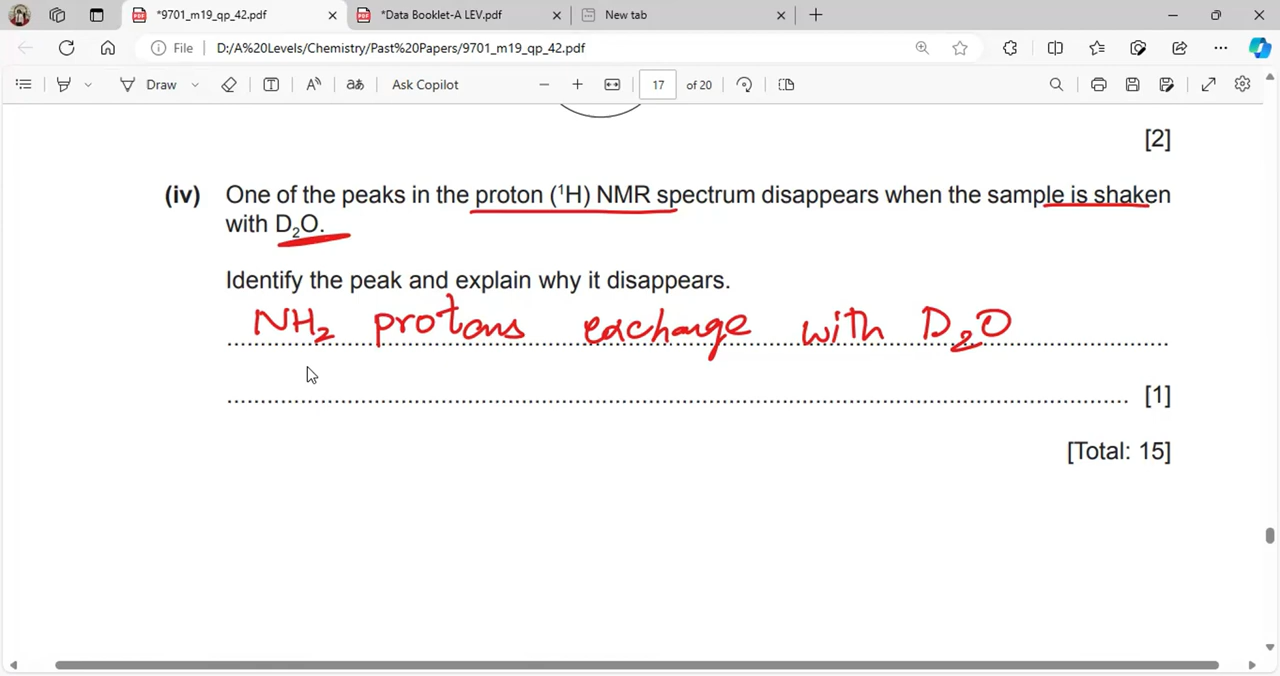 *9701_m19_qp_42.pdf
*Data Booklet-A LEV.pdf
New tab
File
D:/A%20Levels/Chemistry/Past%20Papers/9701_m19_qp_42.pdf
Draw
aあ
Ask Copilot
17
of 20
[2]
(iv) One of the peaks in the proton (¹H) NMR spectrum disappears when the sample is shaken
with D₂O.
Identify the peak and explain why it disappears.
NH₂ protons exchange with D₂O
[1]
[Total: 15]